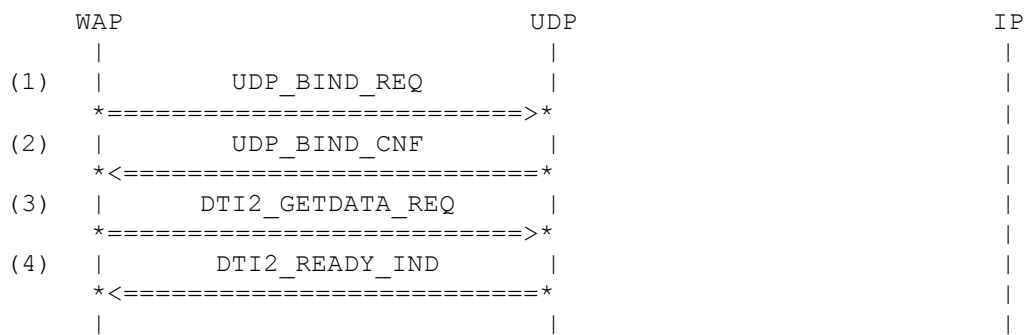 WAP UDP IP
| | |
(1) | UDP_BIND_REQ | |
*==========================>* |
(2) | UDP_BIND_CNF | |
*<==========================* |
(3) | DTI2_GETDATA_REQ | |
*==========================>* |
(4) | DTI2_READY_IND | |
*<==========================* |
| | |